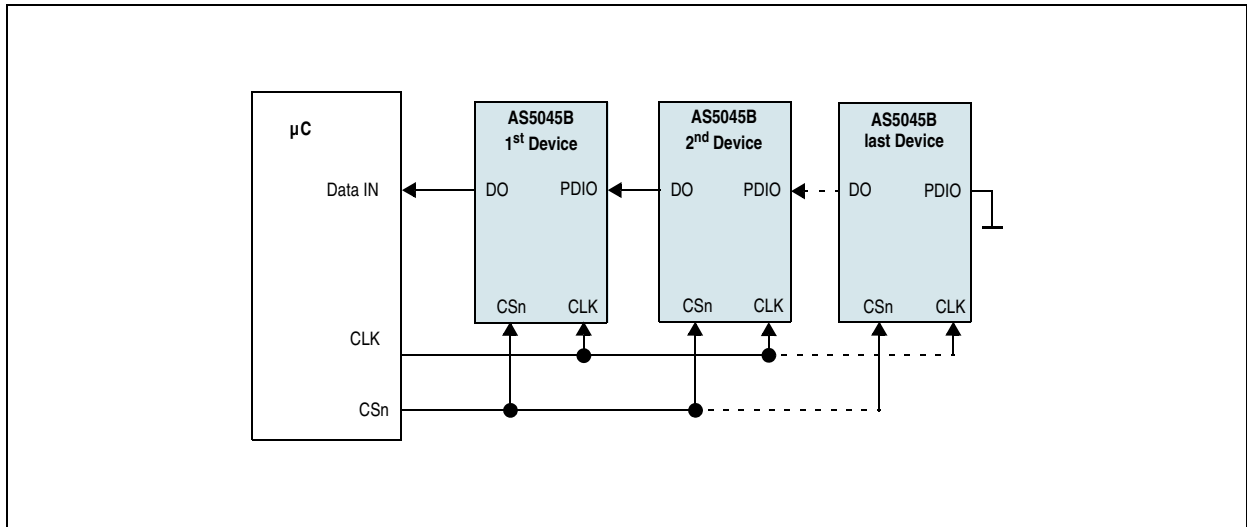 µC
AS5045B
1st Device
AS5045B
2nd Device
AS5045B
last Device
Data IN
DO PDIO
DO PDIO
DO PDIO
CSn CLK
CSn CLK
CSn CLK
CLK
CSn